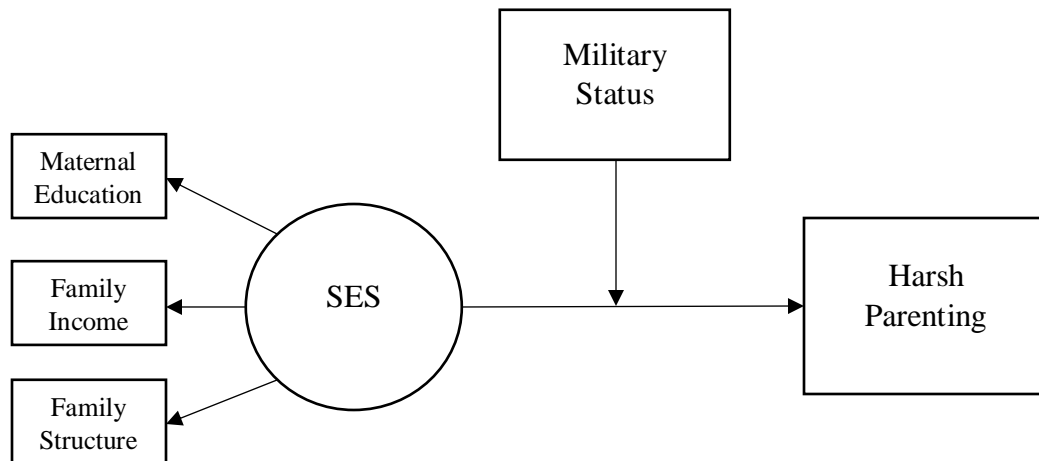 Military
Status
Maternal
Education
Family
Income
Family
Structure
SES
Harsh
Parenting